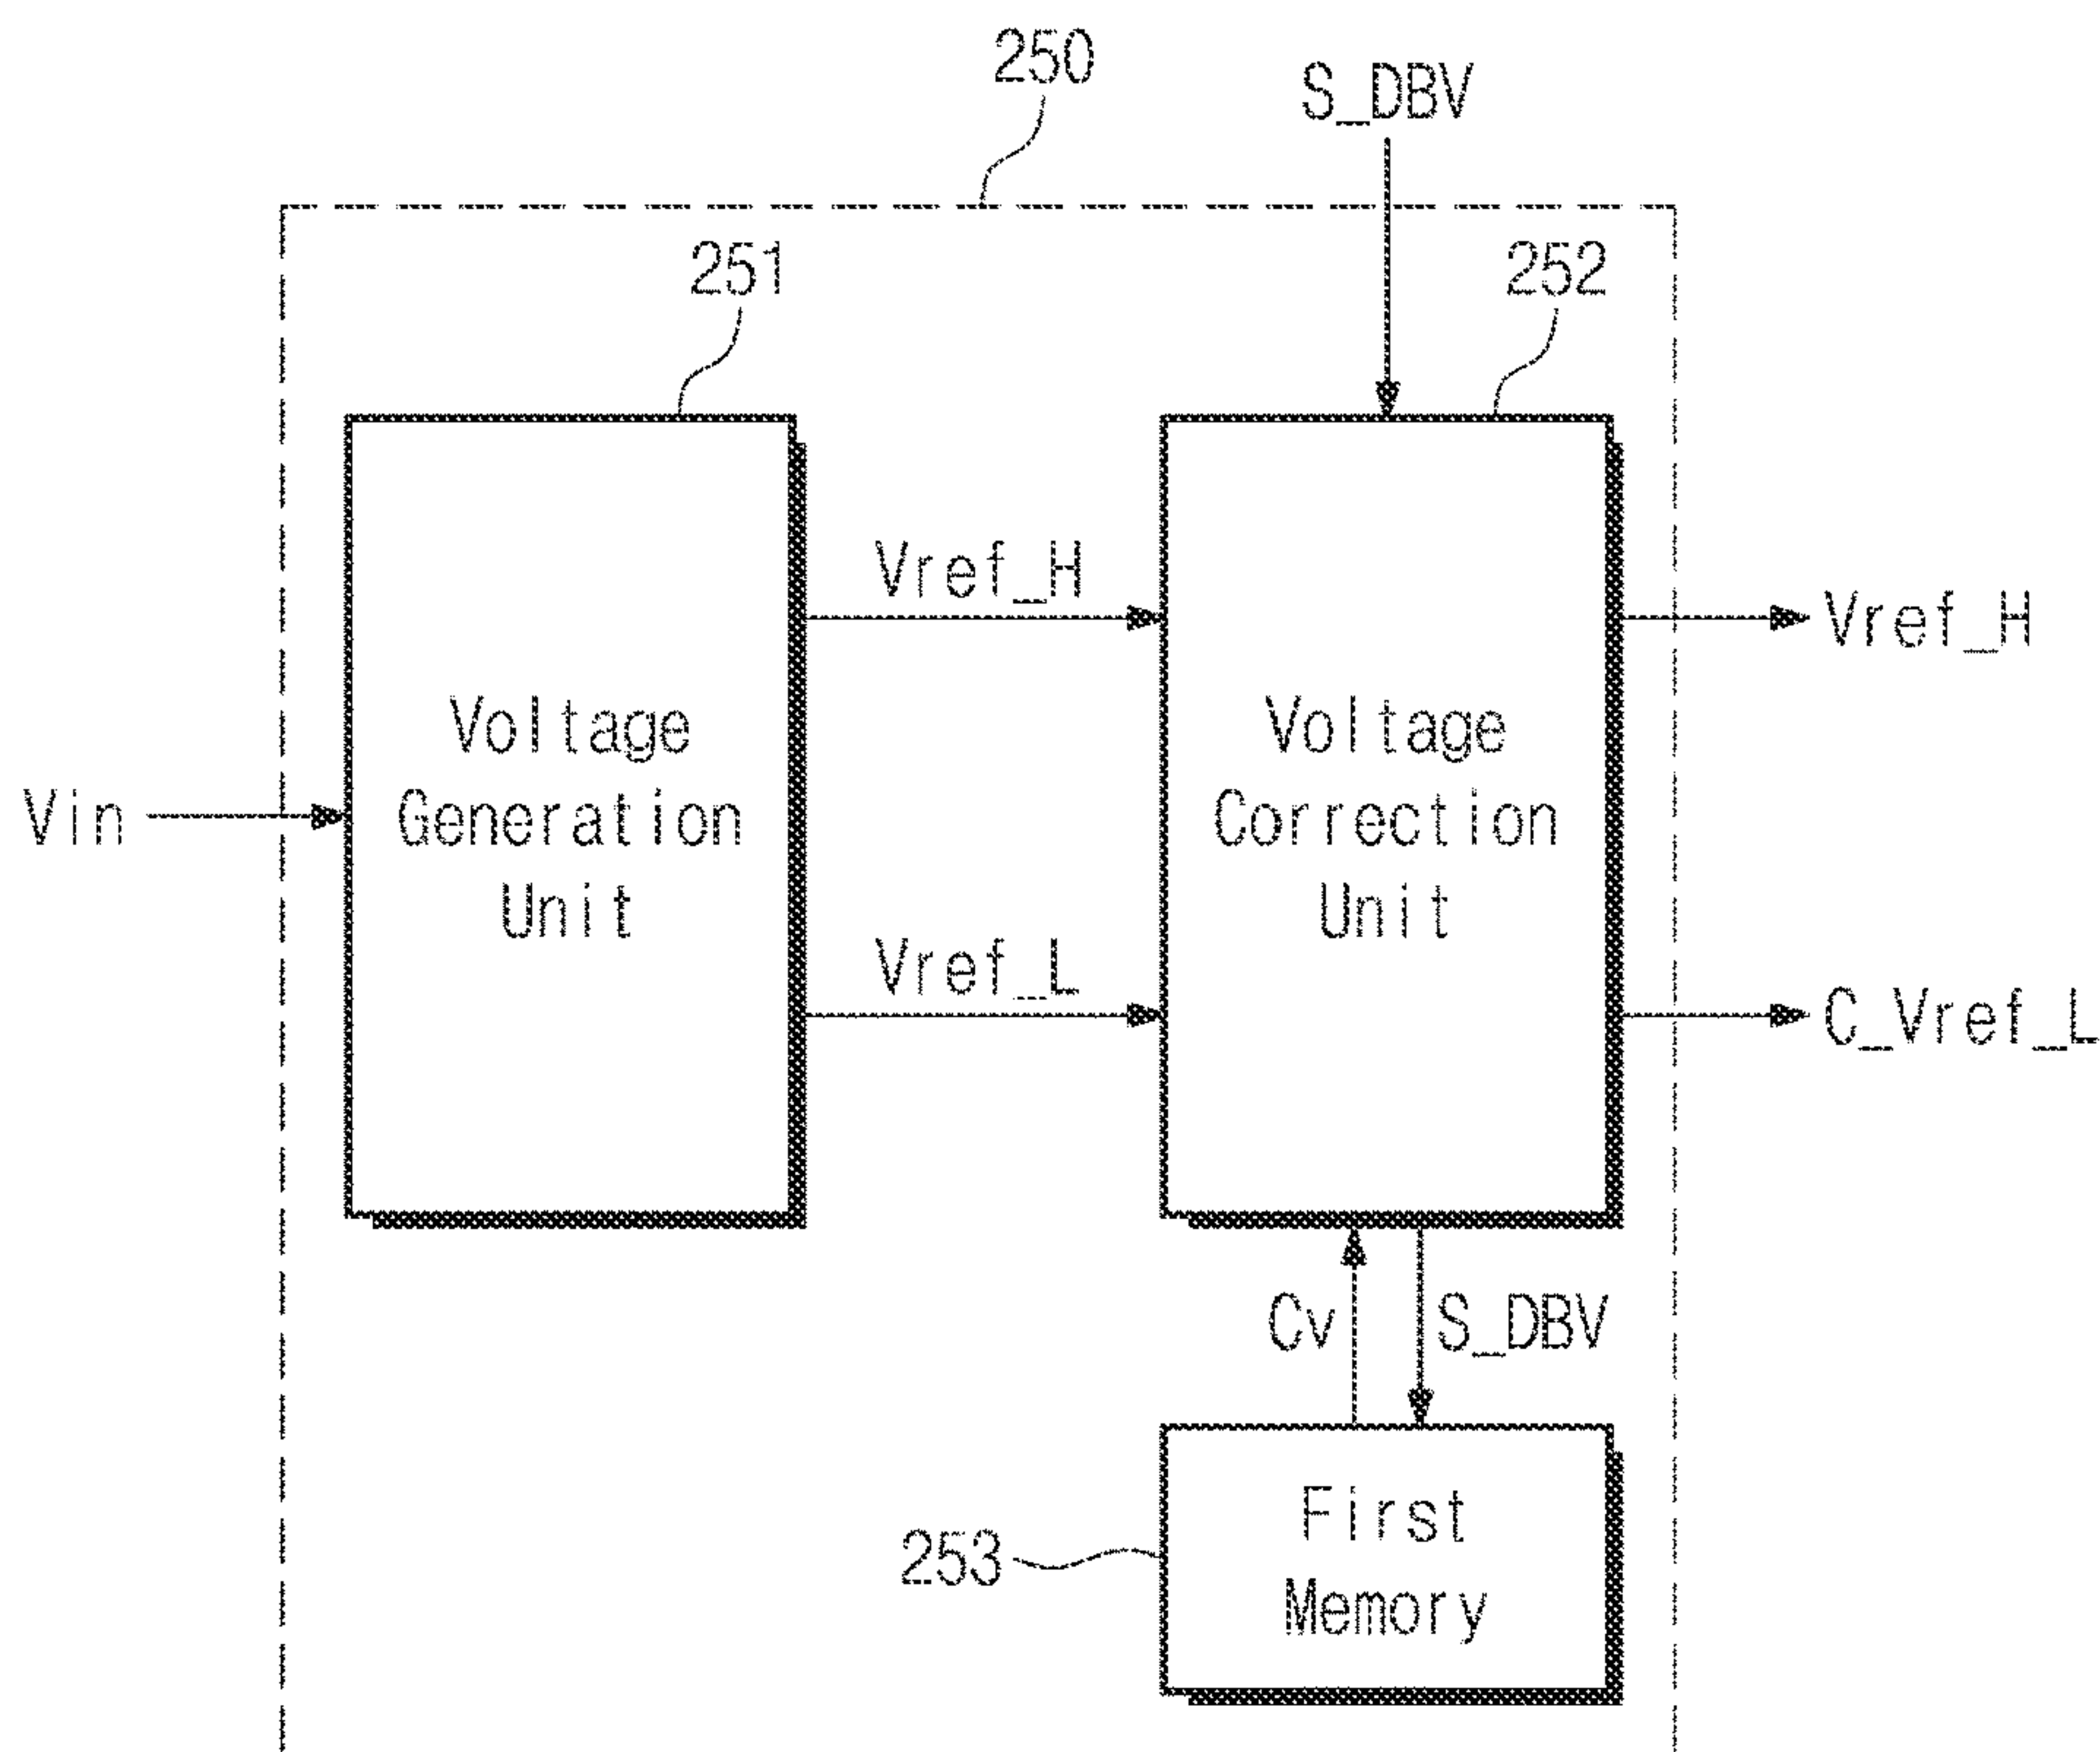 250
S_DBV
251
252
Vref_H
Vref_H
Voltage
Generation
Unit
Voltage
Correction
Unit
Vin
Vref_L
C_Vref_L
Cv
S_DBV
First
Memory
253